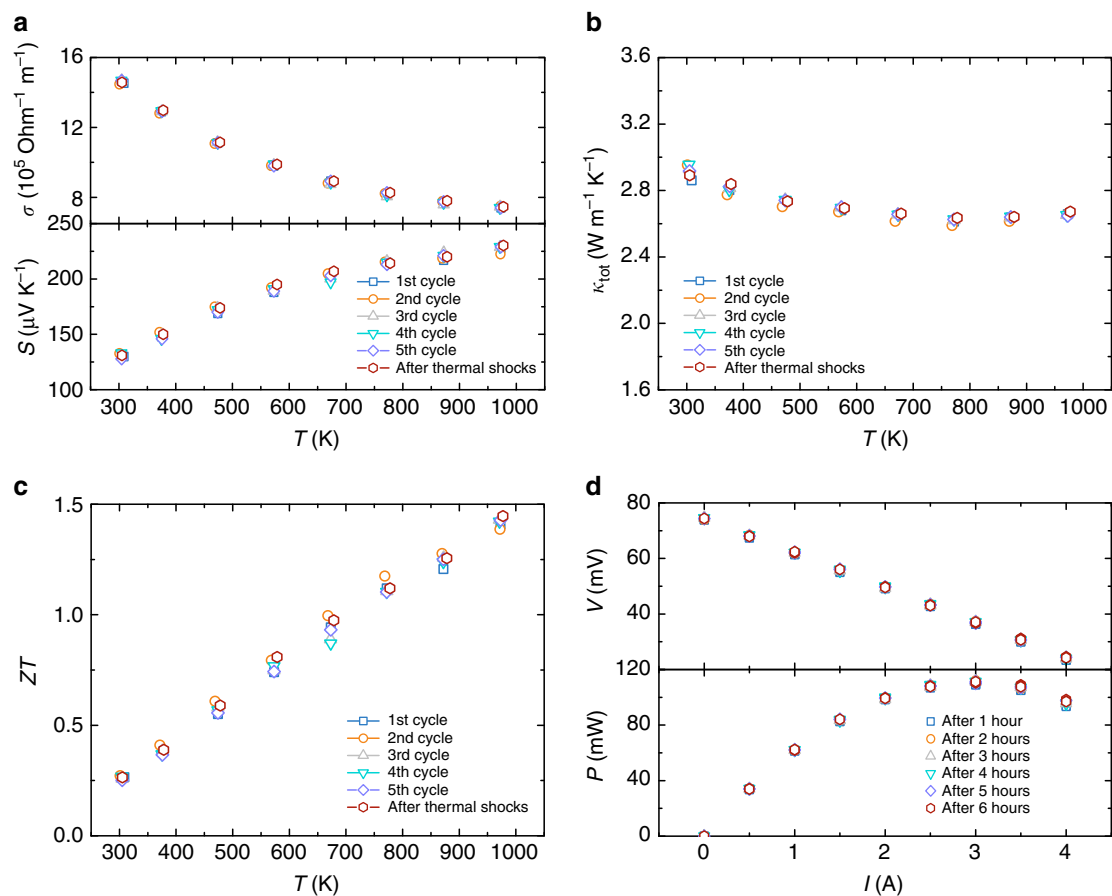 a
16
12
8
σ (10⁵ Ohm⁻¹ m⁻¹)
250
200
150
100
S (μV K⁻¹)
1st cycle
2nd cycle
3rd cycle
4th cycle
5th cycle
After thermal shocks
300 400 500 600 700 800 900 1000
T (K)
b
3.6
3.2
2.8
2.4
2.0
1.6
κtot (W m⁻¹ K⁻¹)
1st cycle
2nd cycle
3rd cycle
4th cycle
5th cycle
After thermal shocks
300 400 500 600 700 800 900 1000
T (K)
c
1.5
1.0
0.5
0.0
ZT
1st cycle
2nd cycle
3rd cycle
4th cycle
5th cycle
After thermal shocks
300 400 500 600 700 800 900 1000
T (K)
d
80
60
40
V (mV)
120
80
40
0
P (mW)
After 1 hour
After 2 hours
After 3 hours
After 4 hours
After 5 hours
After 6 hours
0 1 2 3 4
I (A)